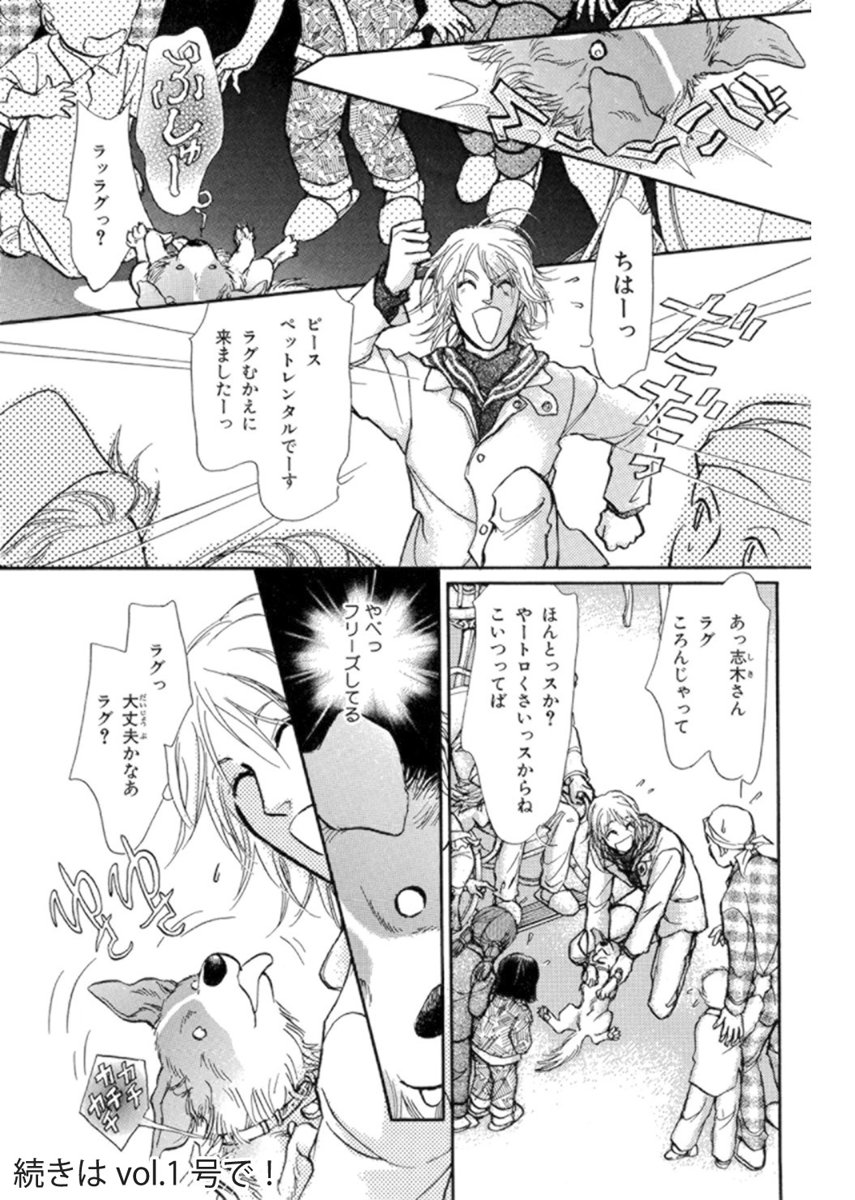 ぷしゅー
ラッラグっ?
ちはーっ
ピース
ペットレンタルでーす
ラグむかえに
来ましたーっ
だだだ
あっ志木さん
ラグ
ころんじゃって
ほんとっスか?
やートロくさいっスからね
こいつってば
やべっ
フリーズしてる
ラグっ
大丈夫かなあ
ラグ?
ゆさゆさ
カチカチ
続きは vol.1 号で!